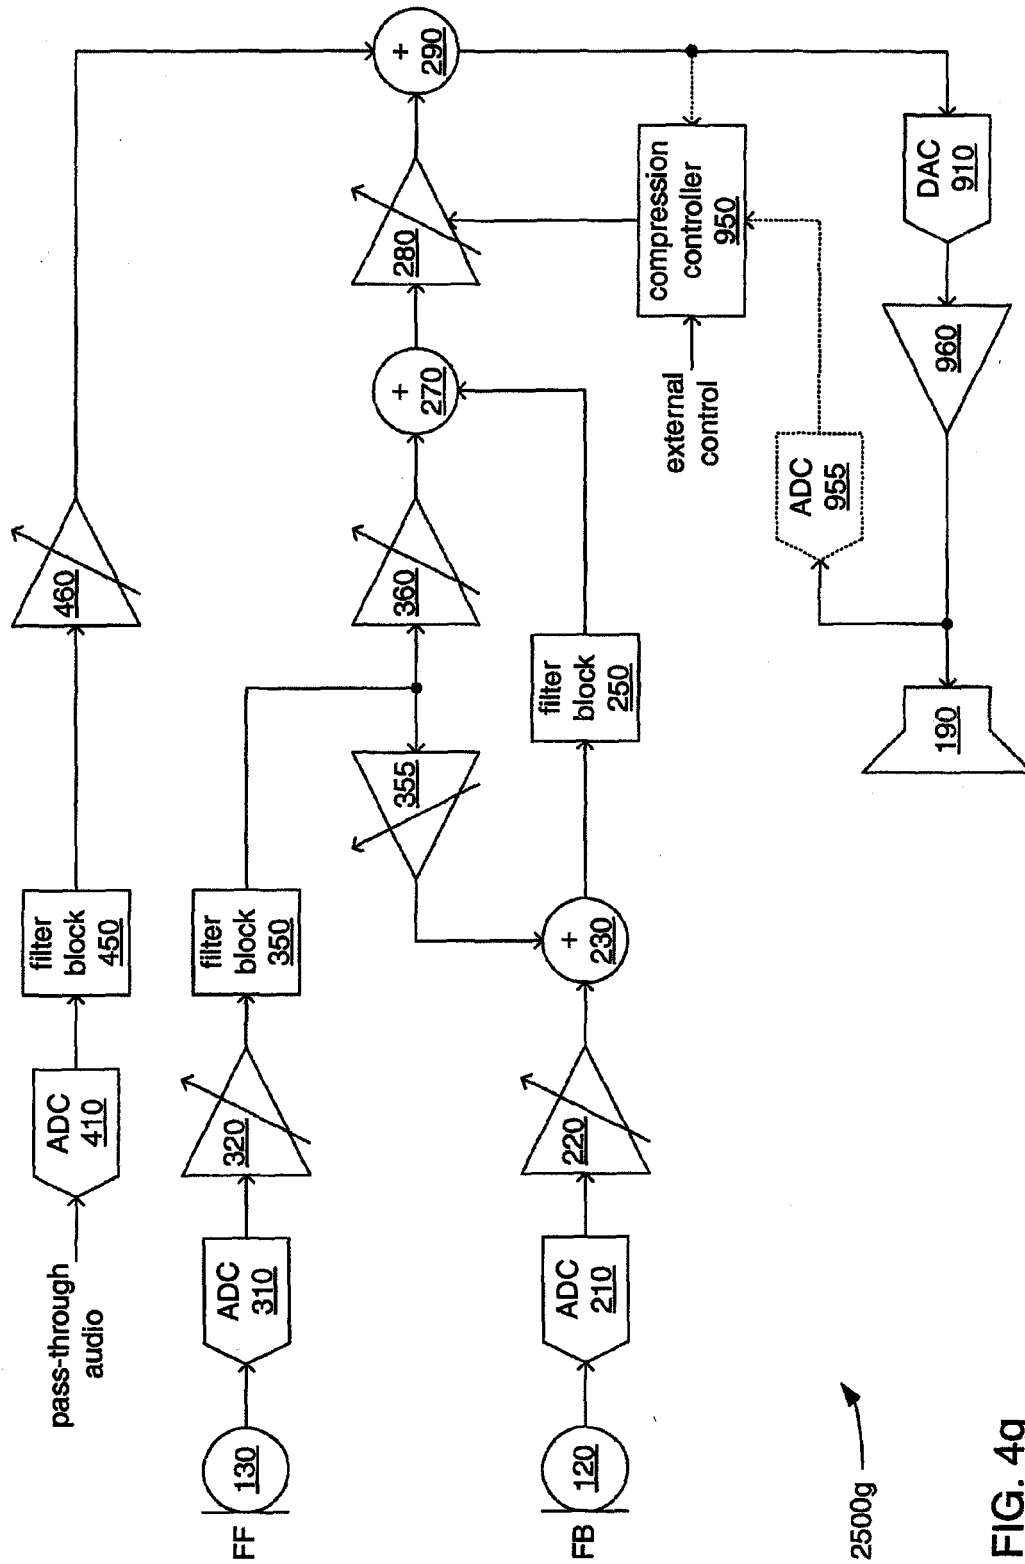 pass-through
audio
ADC
410
filter
block
450
460
FF
130
ADC
310
320
filter
block
350
355
360
+
270
280
+
290
FB
120
ADC
210
220
+
230
filter
block
250
external
control
compression
controller
950
ADC
955
DAC
910
960
190
2500g
FIG. 4g